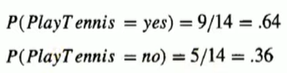 P(PlayTennis = yes) = 9/14 = .64
P(PlayTennis = no) = 5/14 = .36